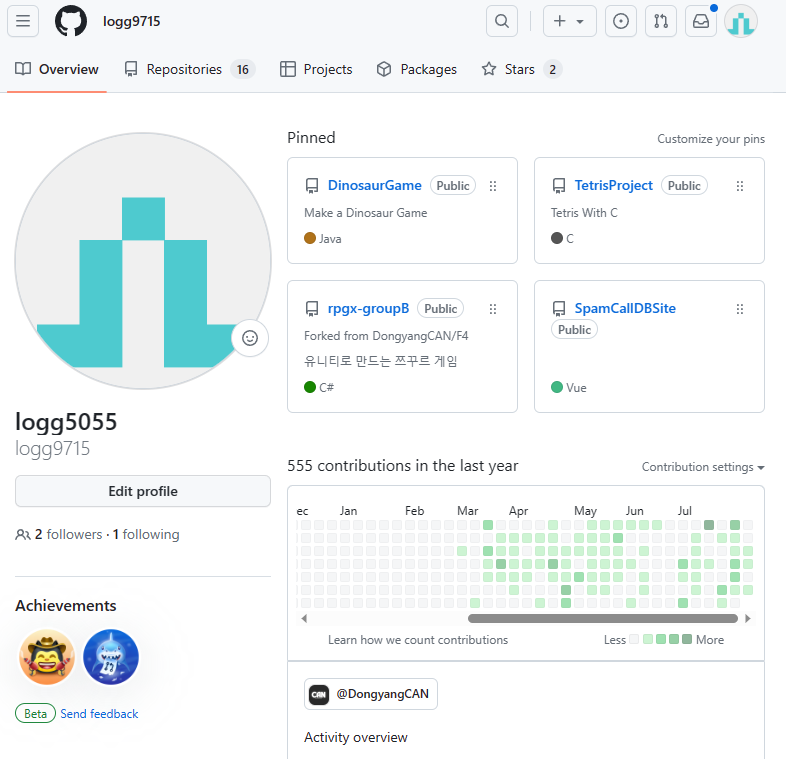 logg9715
Overview
Repositories 16
Projects
Packages
Stars 2
logg5055
logg9715
Edit profile
2 followers · 1 following
Achievements
Beta Send feedback
Pinned
Customize your pins
DinosaurGame Public
Make a Dinosaur Game
Java
TetrisProject Public
Tetris With C
C
rpgx-groupB Public
Forked from DongyangCAN/F4
유니티로 만드는 쯔꾸르 게임
C#
SpamCallDBSite
Public
Vue
555 contributions in the last year
Contribution settings
ec Jan Feb Mar Apr May Jun Jul
Learn how we count contributions
Less More
CAN @DongyangCAN
Activity overview